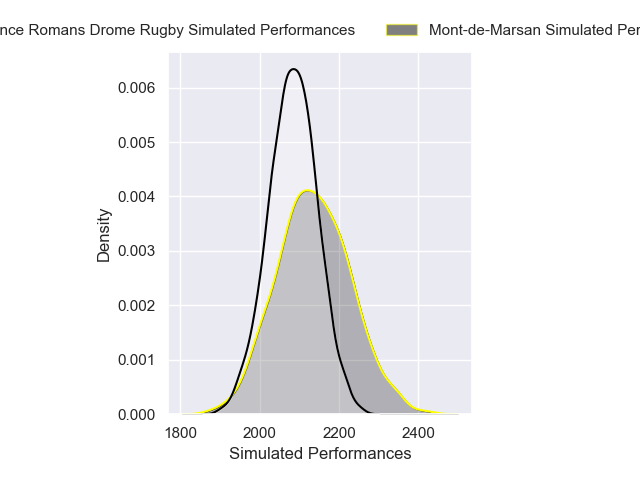 nce Romans Drome Rugby Simulated Performances
Mont-de-Marsan Simulated Per
0.006
0.005
0.004
0.003
0.002
0.001
0.000
Density
1800 2000 2200 2400
Simulated Performances